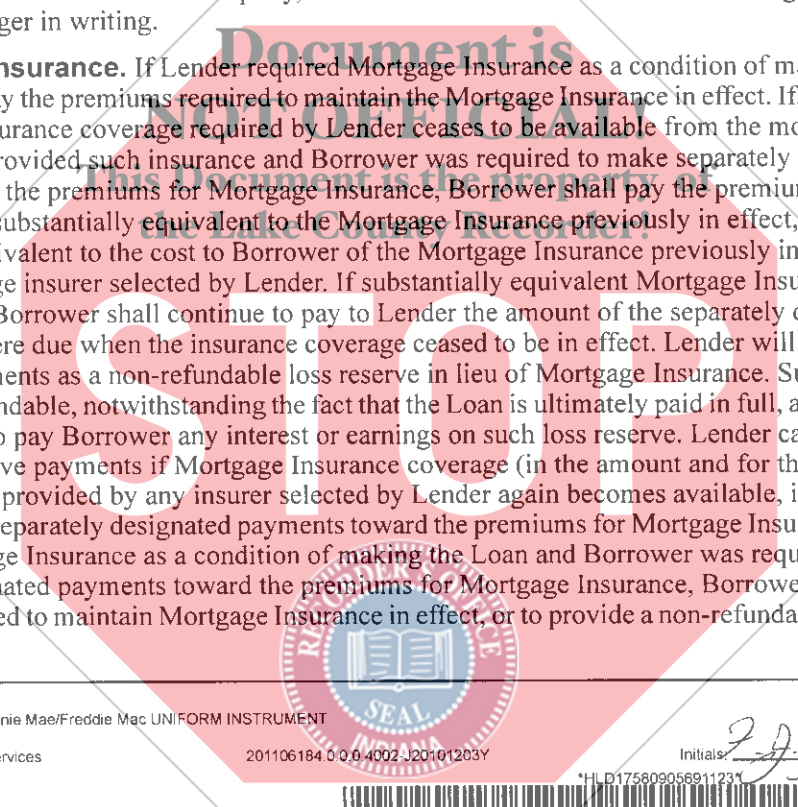 ger in writing.
Document is
nsurance. If Lender required Mortgage Insurance as a condition of ma
y the premiums required to maintain the Mortgage Insurance in effect. If
NOT OFFICIAL!
urance coverage required by Lender ceases to be available from the mo
rovided such insurance and Borrower was required to make separately
This Document is the property of
the premiums for Mortgage Insurance, Borrower shall pay the premium
the Lake County Recorder!
substantially equivalent to the Mortgage Insurance previously in effect,
ivalent to the cost to Borrower of the Mortgage Insurance previously in
ge insurer selected by Lender. If substantially equivalent Mortgage Insu
Borrower shall continue to pay to Lender the amount of the separately d
ere due when the insurance coverage ceased to be in effect. Lender will
STOP
nents as a non-refundable loss reserve in lieu of Mortgage Insurance. Su
ndable, notwithstanding the fact that the Loan is ultimately paid in full, a
o pay Borrower any interest or earnings on such loss reserve. Lender ca
ve payments if Mortgage Insurance coverage (in the amount and for th
provided by any insurer selected by Lender again becomes available, i
eparately designated payments toward the premiums for Mortgage Insu
ge Insurance as a condition of making the Loan and Borrower was requ
nated payments toward the premiums for Mortgage Insurance, Borrowe
ed to maintain Mortgage Insurance in effect, or to provide a non-refunda
RECORDER'S OFFICE
SEAL
INDIANA
nie Mae/Freddie Mac UNIFORM INSTRUMENT
ervices 201106184.0.0.0.4002-J20101203Y Initials:
*HLD17580905691123*